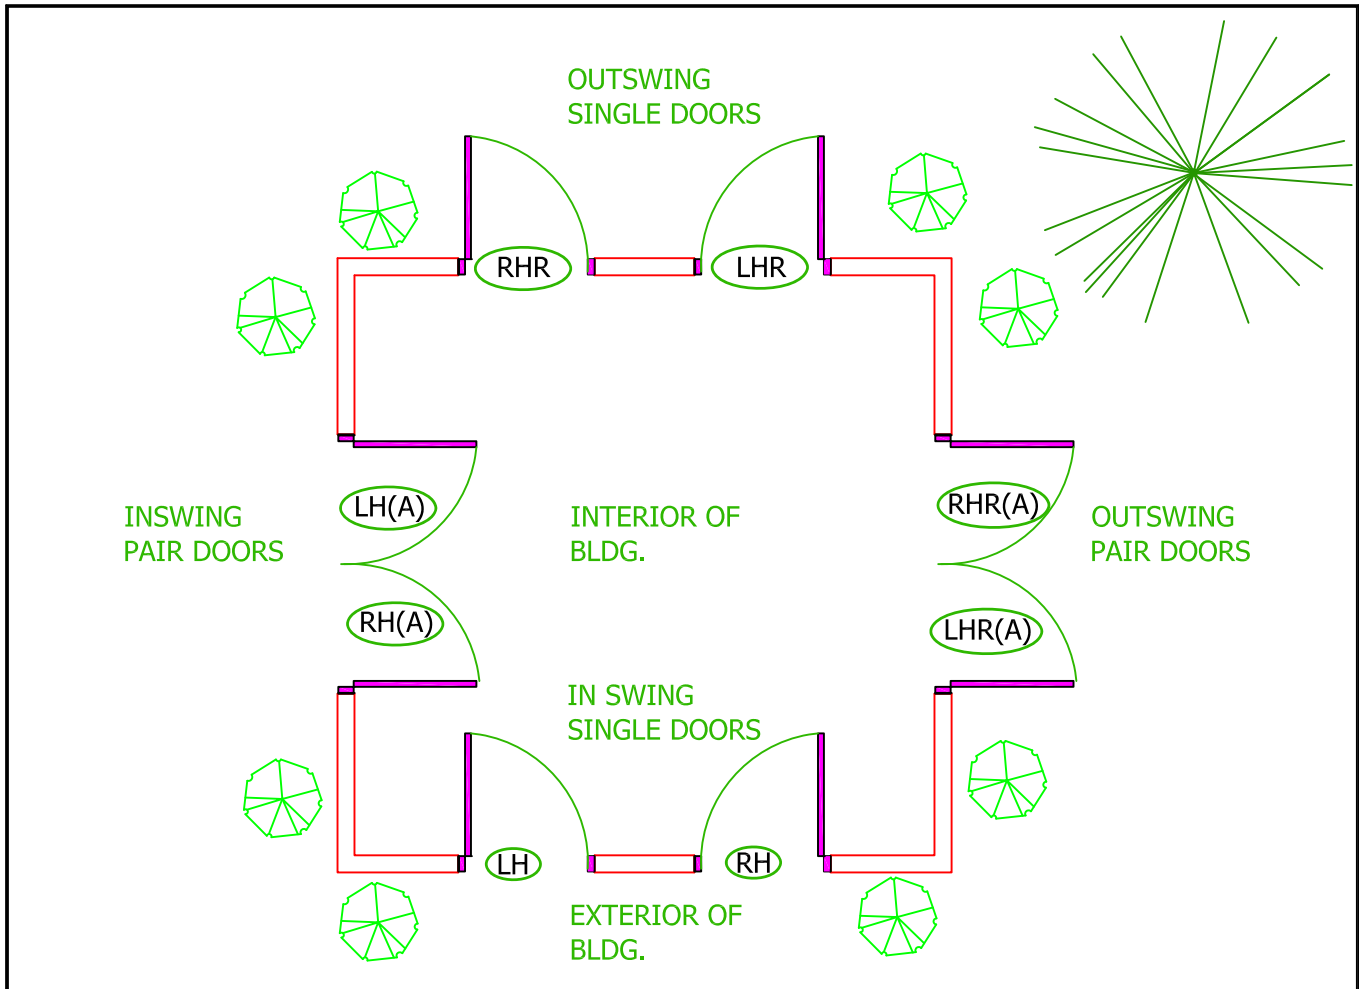 OUTSWING
SINGLE DOORS
RHR
LHR
LH(A)
RHR(A)
INSWING
PAIR DOORS
INTERIOR OF
BLDG.
OUTSWING
PAIR DOORS
RH(A)
LHR(A)
IN SWING
SINGLE DOORS
LH
RH
EXTERIOR OF
BLDG.